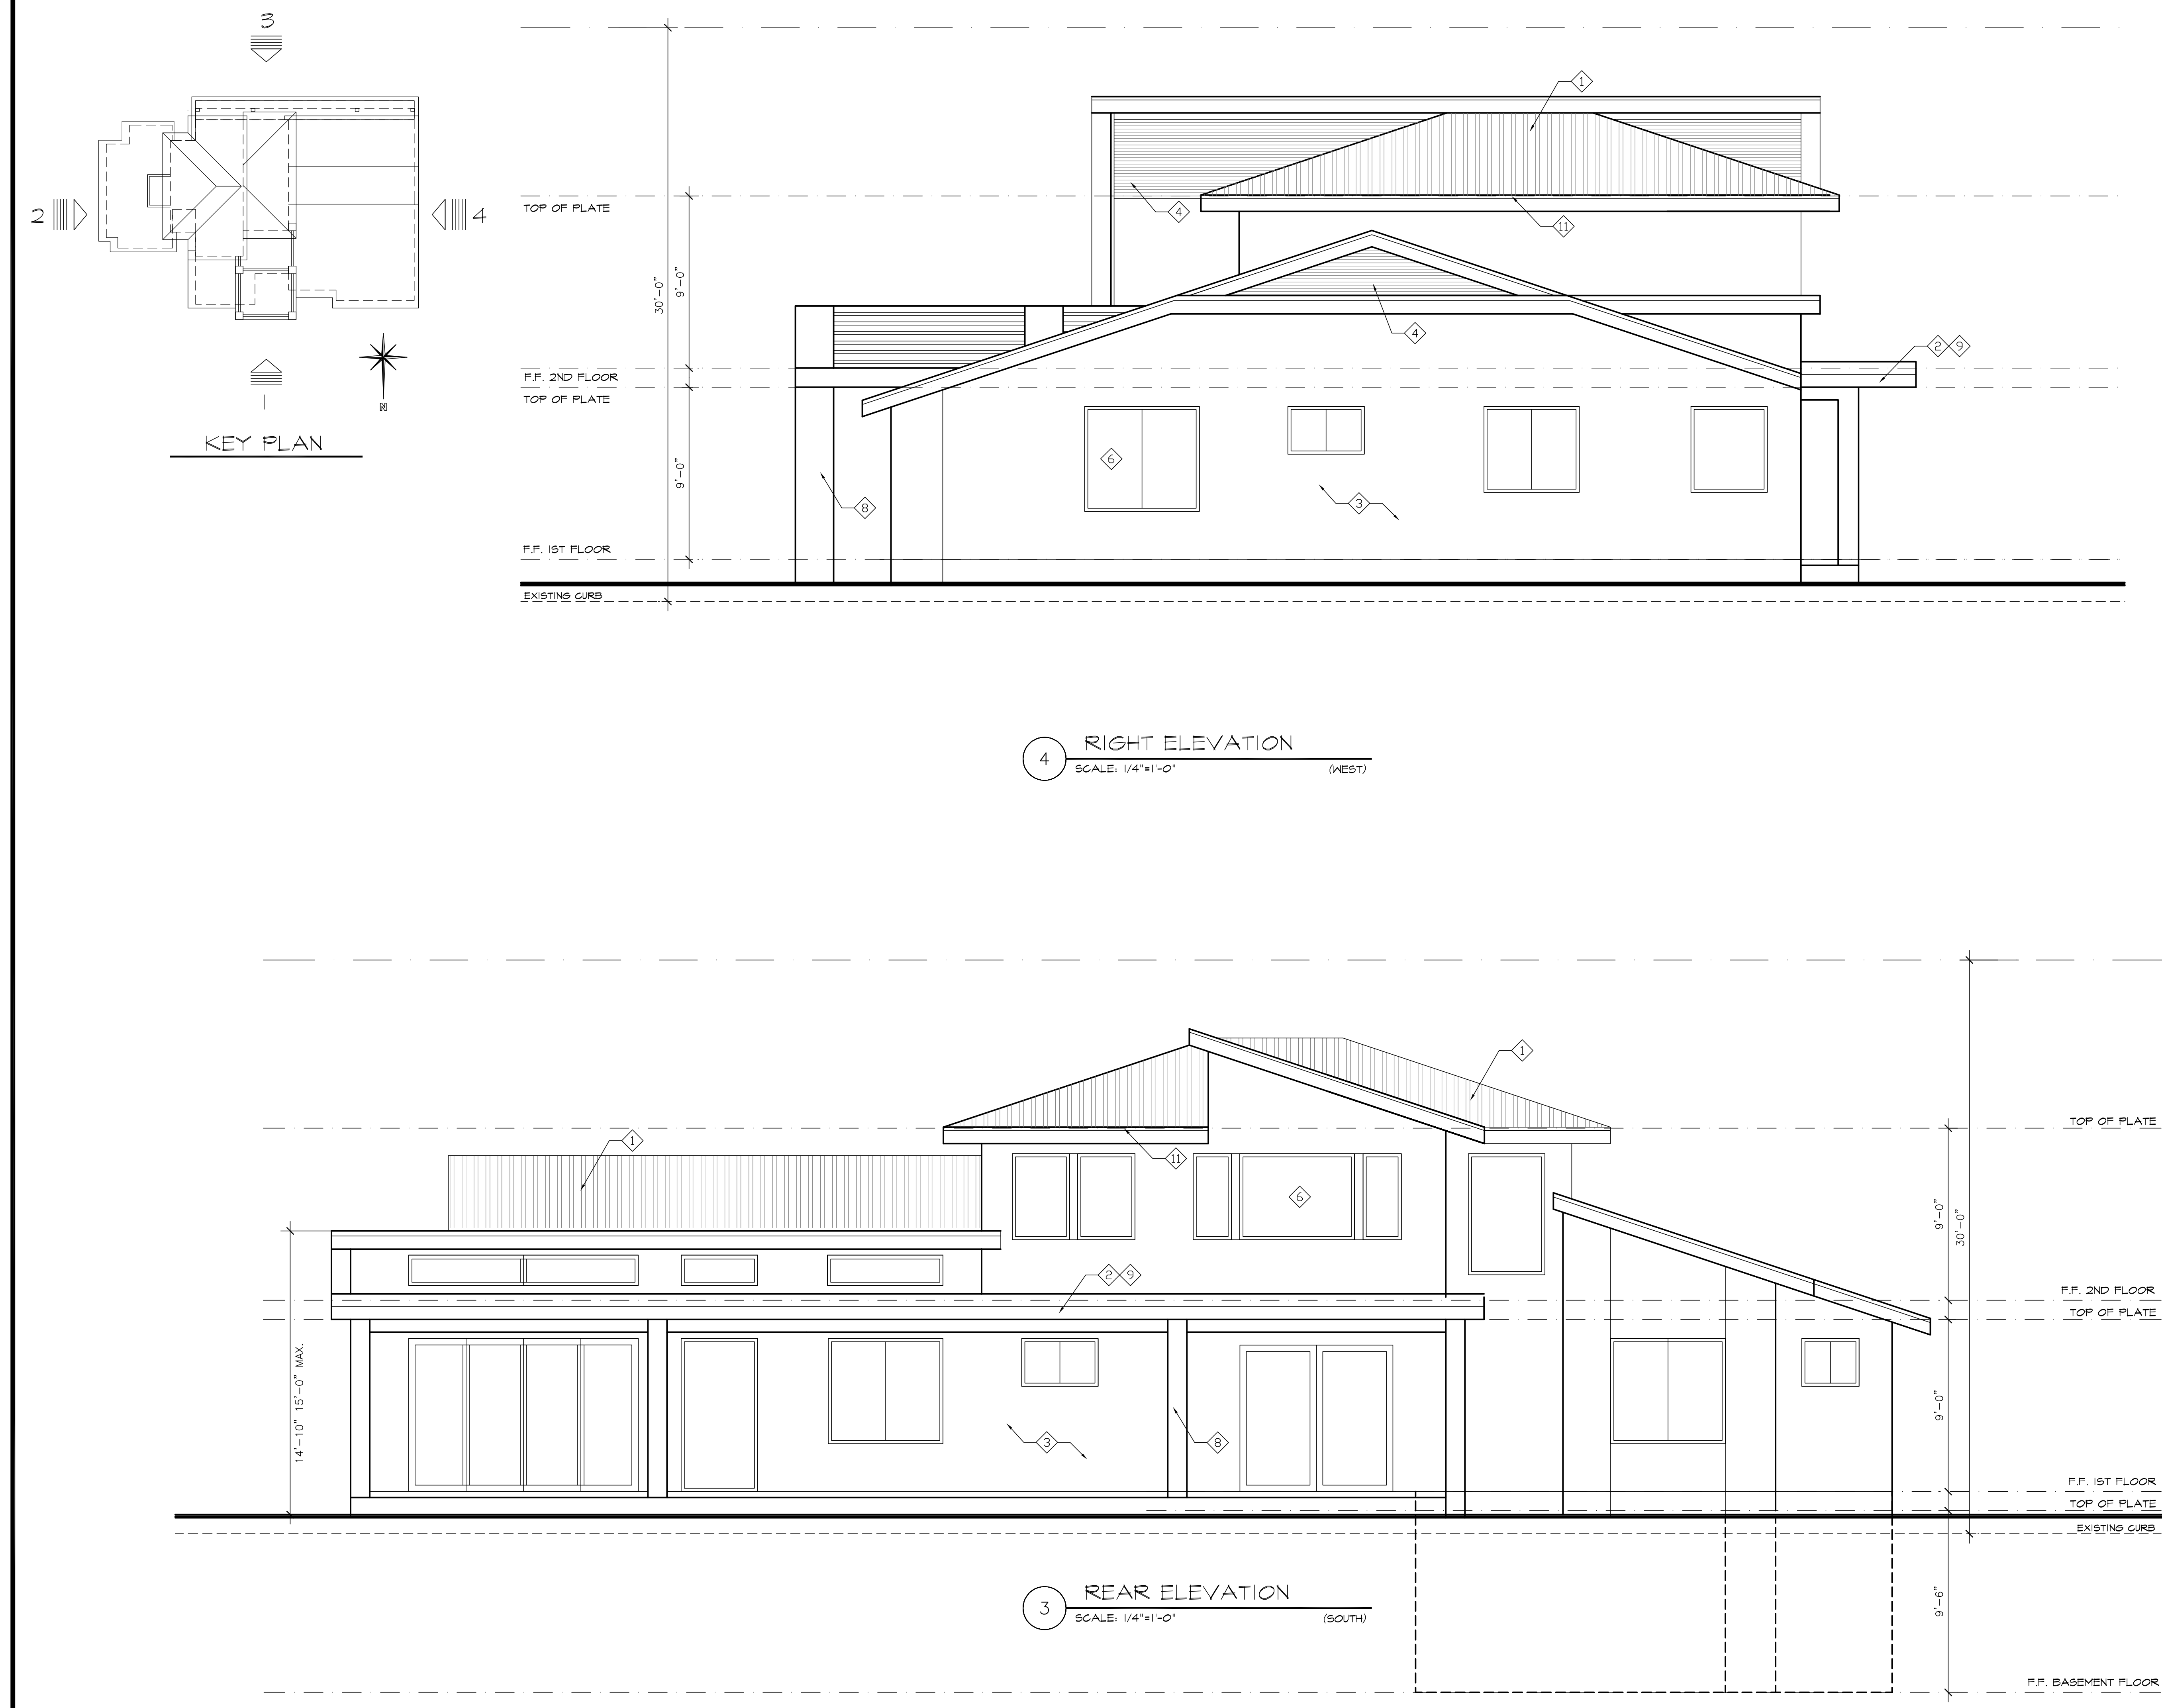 3
2
4
1
N
KEY PLAN
1
TOP OF PLATE
4
11
30'-0"
9'-0"
4
2
9
F.F. 2ND FLOOR
TOP OF PLATE
6
9'-0"
3
8
F.F. 1ST FLOOR
EXISTING CURB
4
RIGHT ELEVATION
SCALE: 1/4"=1'-0" (WEST)
1
TOP OF PLATE
1
11
6
9'-0"
30'-0"
2
9
F.F. 2ND FLOOR
TOP OF PLATE
14'-10" 15'-0" MAX.
9'-0"
3
8
F.F. 1ST FLOOR
TOP OF PLATE
EXISTING CURB
3
REAR ELEVATION
SCALE: 1/4"=1'-0" (SOUTH)
9'-6"
F.F. BASEMENT FLOOR